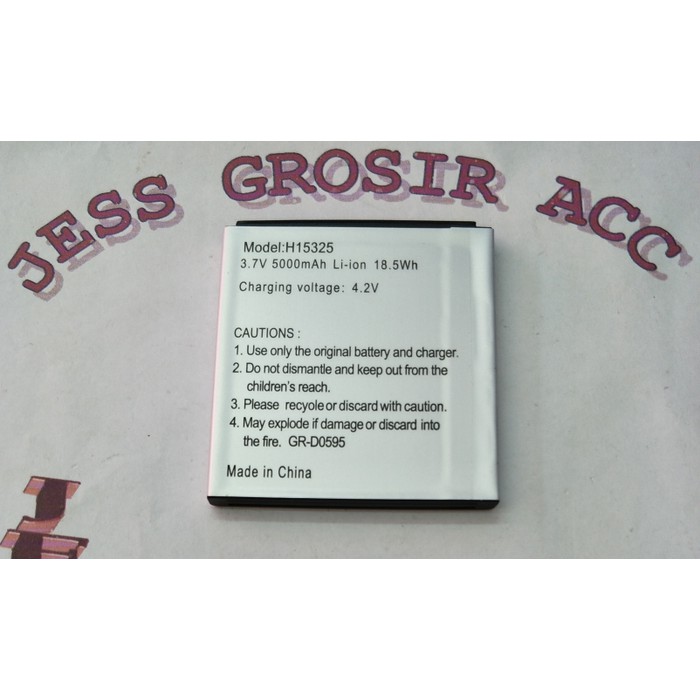 JESS GROSIR ACC
Model:H15325
3.7V 5000mAh Li-ion 18.5Wh
Charging voltage: 4.2V
CAUTIONS :
1. Use only the original battery and charger.
2. Do not dismantle and keep out from the
children's reach.
3. Please recycle or discard with caution.
4. May explode if damage or discard into
the fire. GR-D0595
Made in China